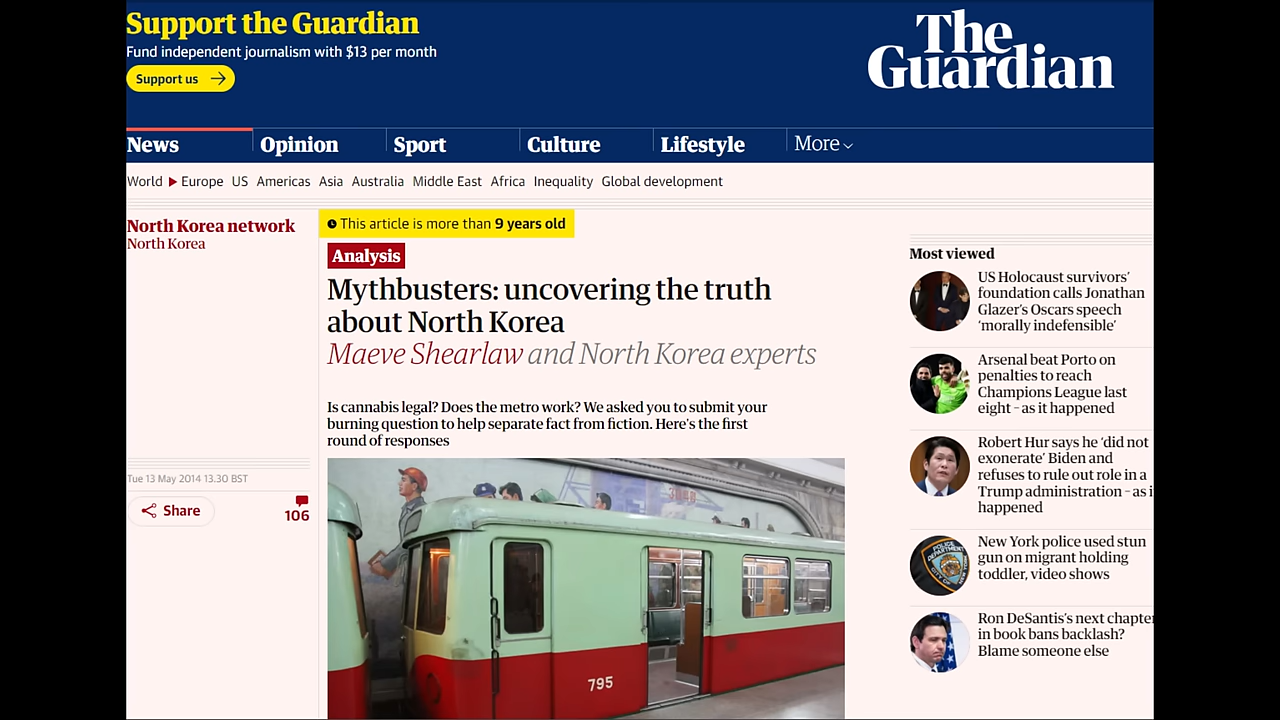 Support the Guardian
Fund independent journalism with $13 per month
Support us
The
Guardian
News
Opinion
Sport
Culture
Lifestyle
More
World
Europe
US
Americas
Asia
Australia
Middle East
Africa
Inequality
Global development
North Korea network
North Korea
This article is more than 9 years old
Analysis
Mythbusters: uncovering the truth
about North Korea
Maeve Shearlaw and North Korea experts
Is cannabis legal? Does the metro work? We asked you to submit your
burning question to help separate fact from fiction. Here's the first
round of responses
Tue 13 May 2014 13.30 BST
Share
106
795
Most viewed
US Holocaust survivors'
foundation calls Jonathan
Glazer's Oscars speech
'morally indefensible'
Arsenal beat Porto on
penalties to reach
Champions League last
eight – as it happened
Robert Hur says he 'did not
exonerate' Biden and
refuses to rule out role in a
Trump administration – as i
happened
New York police used stun
gun on migrant holding
toddler, video shows
Ron DeSantis's next chapter
in book bans backlash?
Blame someone else